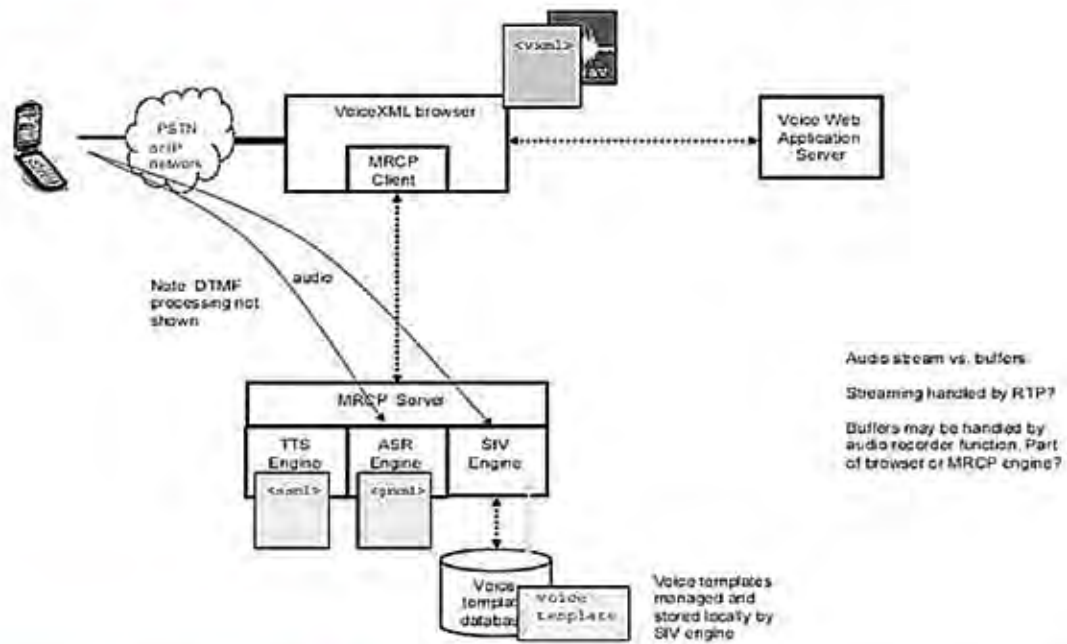 <vxml>
VoiceXML browser
PSTN
or IP
network
MRCP
Client
Voice Web
Application
Server
audio
Note DTMF
processing not
shown
MRCP Server
TTS
Engine
ASR
Engine
SIV
Engine
<ssml>
Audio stream vs. buffers
Streaming handled by RTP?
Buffers may be handled by
audio recorder function. Part
of browser or MRCP engine?
Voice
template
database
voice
template
Voice templates
managed and
stored locally by
SIV engine